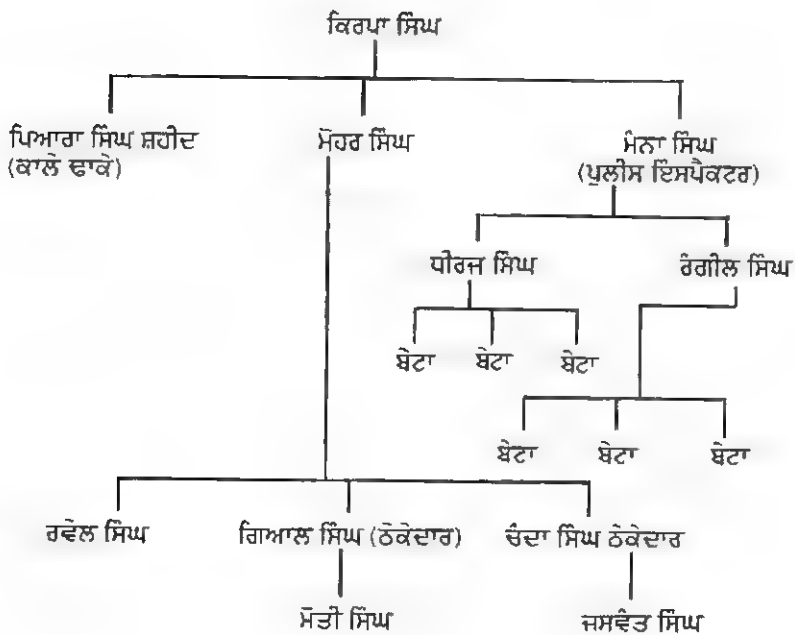 ਕਿਰਪਾ ਸਿੰਘ
ਪਿਆਰਾ ਸਿੰਘ ਸ਼ਹੀਦ
(ਕਾਲੇ ਢਾਕੇ)
ਮੋਹਰ ਸਿੰਘ
ਮੰਨਾ ਸਿੰਘ
(ਪੁਲੀਸ ਇੰਸਪੈਕਟਰ)
ਧੀਰਜ ਸਿੰਘ
ਰੰਗੀਲ ਸਿੰਘ
ਬੇਟਾ ਬੇਟਾ ਬੇਟਾ
ਬੇਟਾ ਬੇਟਾ ਬੇਟਾ
ਰਵੇਲ ਸਿੰਘ
ਗਿਆਲ ਸਿੰਘ (ਠੇਕੇਦਾਰ)
ਚੰਦਾ ਸਿੰਘ ਠੇਕੇਦਾਰ
ਮੋਤੀ ਸਿੰਘ
ਜਸਵੰਤ ਸਿੰਘ